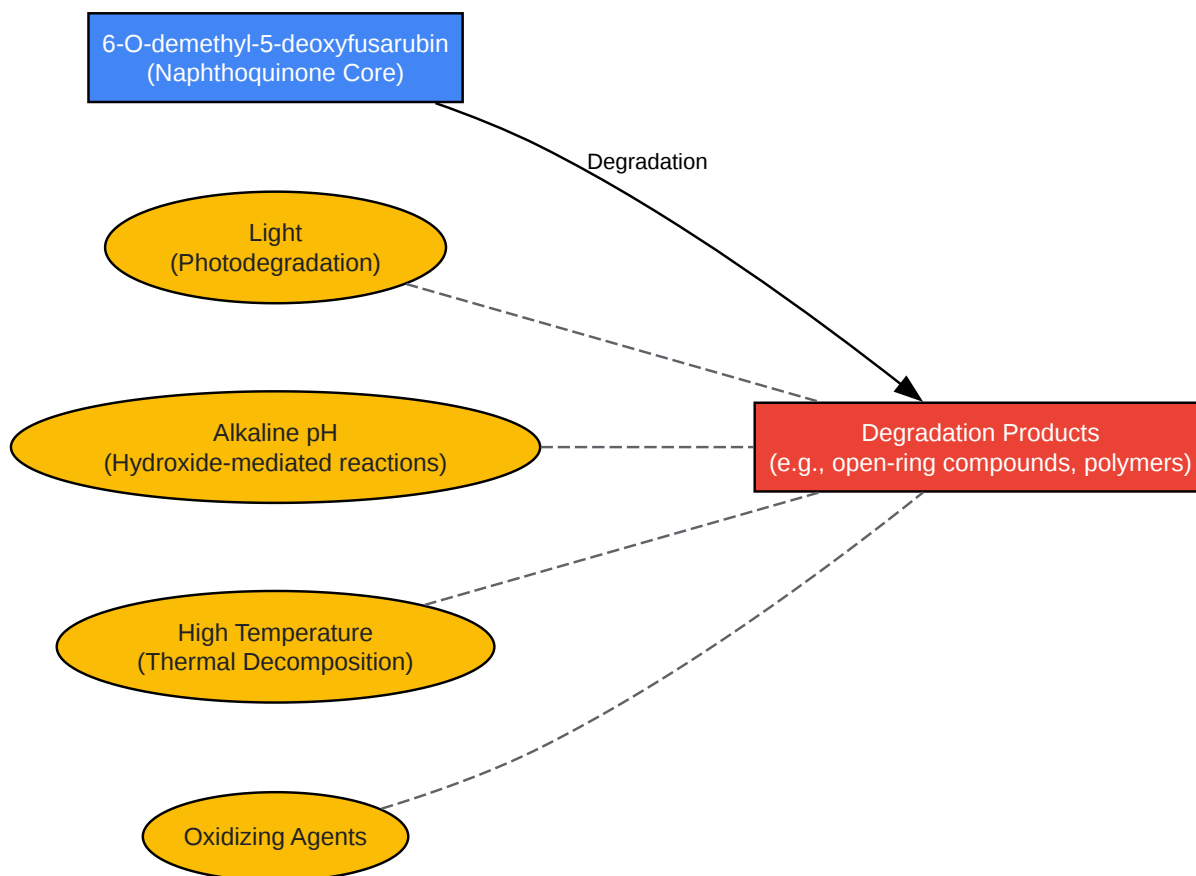 6-O-demethyl-5-deoxyfusarubin
(Naphthoquinone Core)
Degradation
Light
(Photodegradation)
Alkaline pH
(Hydroxide-mediated reactions)
Degradation Products
(e.g., open-ring compounds, polymers)
High Temperature
(Thermal Decomposition)
Oxidizing Agents